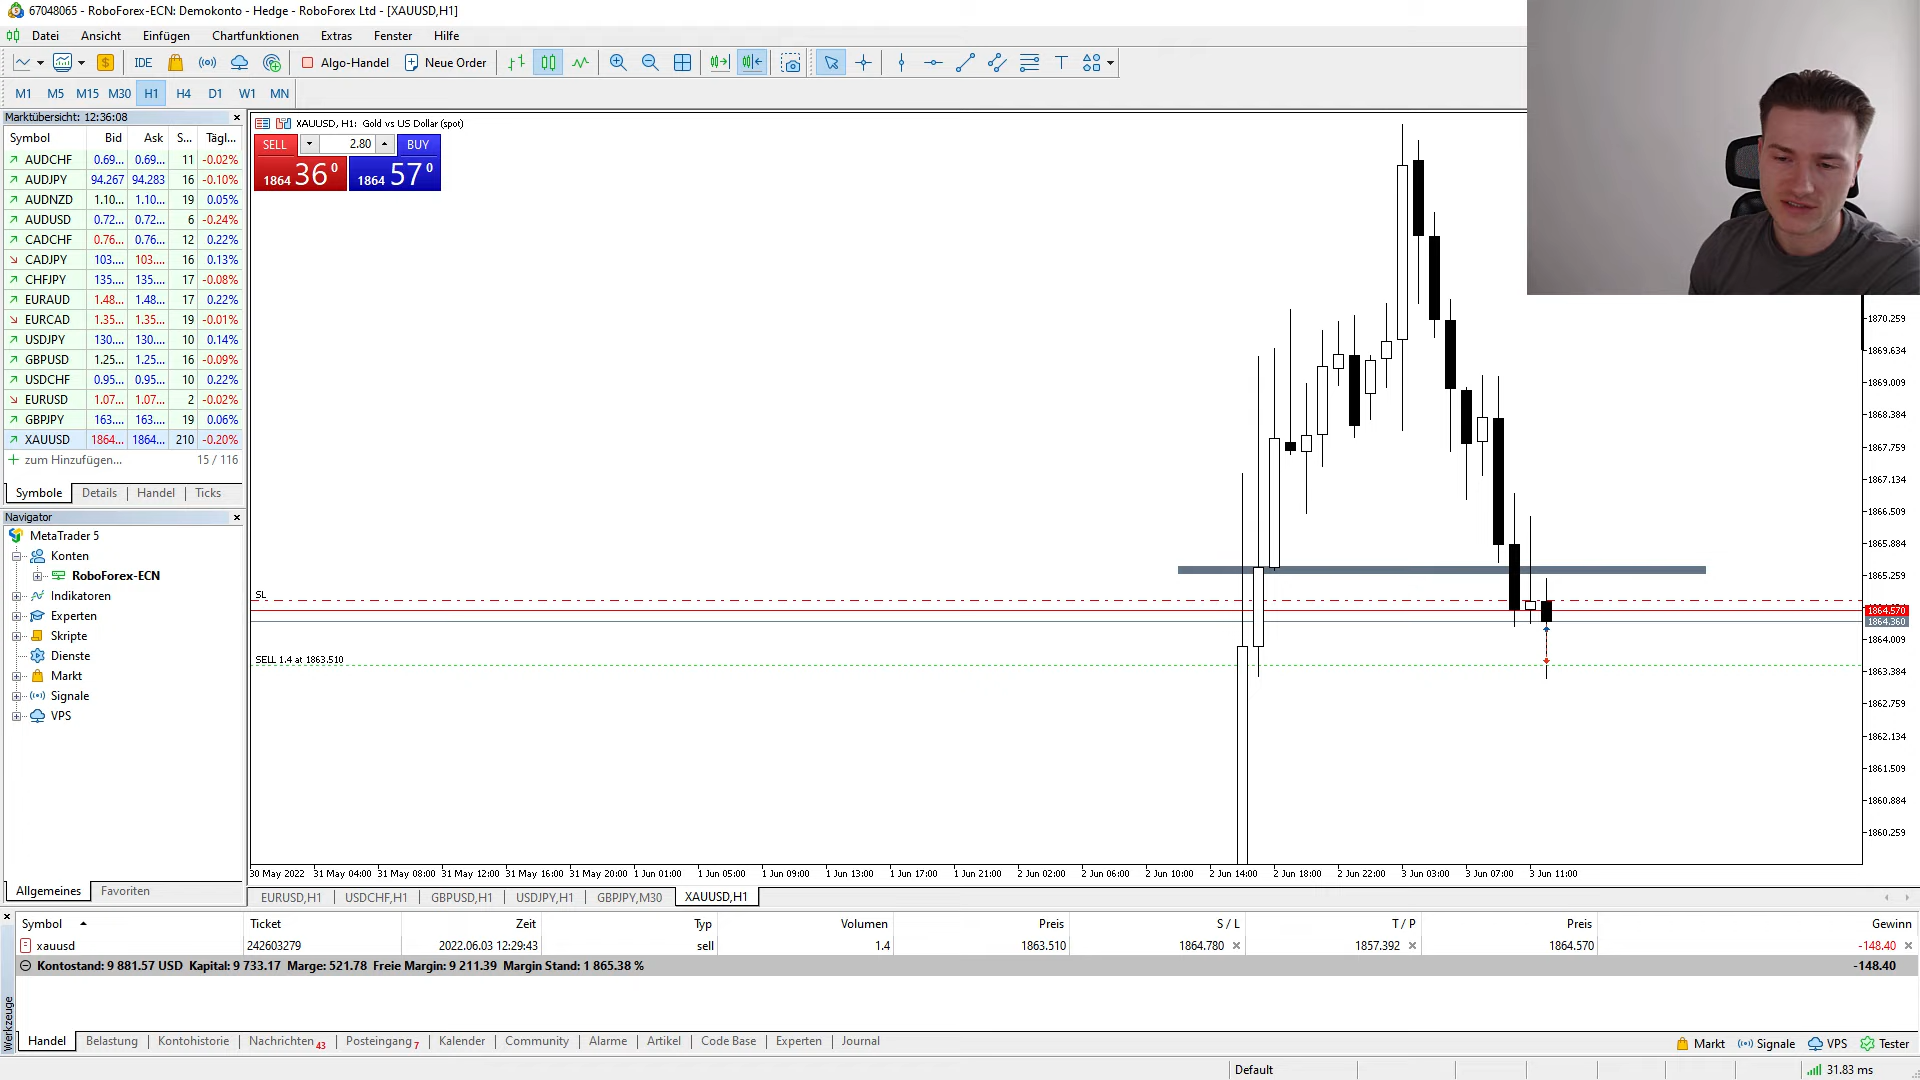 67048065 - RoboForex-ECN: Demokonto - Hedge - RoboForex Ltd - [XAUUSD,H1]
Datei Ansicht Einfügen Chartfunktionen Extras Fenster Hilfe
IDE Algo-Handel Neue Order
M1 M5 M15 M30 H1 H4 D1 W1 MN
Marktübersicht: 12:36:08
Symbol Bid Ask S... Tägl...
AUDCHF 0.69... 0.69... 11 -0.02%
AUDJPY 94.267 94.283 16 -0.10%
AUDNZD 1.10... 1.10... 19 0.05%
AUDUSD 0.72... 0.72... 6 -0.24%
CADCHF 0.76... 0.76... 12 0.22%
CADJPY 103.... 103.... 16 0.13%
CHFJPY 135.... 135.... 17 -0.08%
EURAUD 1.48... 1.48... 17 0.22%
EURCAD 1.35... 1.35... 19 -0.01%
USDJPY 130.... 130.... 10 0.14%
GBPUSD 1.25... 1.25... 16 -0.09%
USDCHF 0.95... 0.95... 10 0.22%
EURUSD 1.07... 1.07... 2 -0.02%
GBPJPY 163.... 163.... 19 0.06%
XAUUSD 1864... 1864... 210 -0.20%
zum Hinzufügen... 15 / 116
Symbole Details Handel Ticks
Navigator
MetaTrader 5
Konten
RoboForex-ECN
Indikatoren
Experten
Skripte
Dienste
Markt
Signale
VPS
Allgemeines Favoriten
XAUUSD, H1: Gold vs US Dollar (spot)
SELL 2.80 BUY
1864 36 0 1864 57 0
SL
SELL 1.4 at 1863.510
1870.259
1869.634
1869.009
1868.384
1867.759
1867.134
1866.509
1865.884
1865.259
1864.570
1864.360
1864.009
1863.384
1862.759
1862.134
1861.509
1860.884
1860.259
30 May 2022 31 May 04:00 31 May 08:00 31 May 12:00 31 May 16:00 31 May 20:00 1 Jun 01:00 1 Jun 05:00 1 Jun 09:00 1 Jun 13:00 1 Jun 17:00 1 Jun 21:00 2 Jun 02:00 2 Jun 06:00 2 Jun 10:00 2 Jun 14:00 2 Jun 18:00 2 Jun 22:00 3 Jun 03:00 3 Jun 07:00 3 Jun 11:00
EURUSD,H1 USDCHF,H1 GBPUSD,H1 USDJPY,H1 GBPJPY,M30 XAUUSD,H1
Symbol Ticket Zeit Typ Volumen Preis S / L T / P Preis Gewinn
xauusd 242603279 2022.06.03 12:29:43 sell 1.4 1863.510 1864.780 1857.392 1864.570 -148.40
Kontostand: 9 881.57 USD Kapital: 9 733.17 Marge: 521.78 Freie Margin: 9 211.39 Margin Stand: 1 865.38 % -148.40
Werkzeuge
Handel Belastung Kontohistorie Nachrichten 43 Posteingang 7 Kalender Community Alarme Artikel Code Base Experten Journal
Markt Signale VPS Tester
Default 31.83 ms